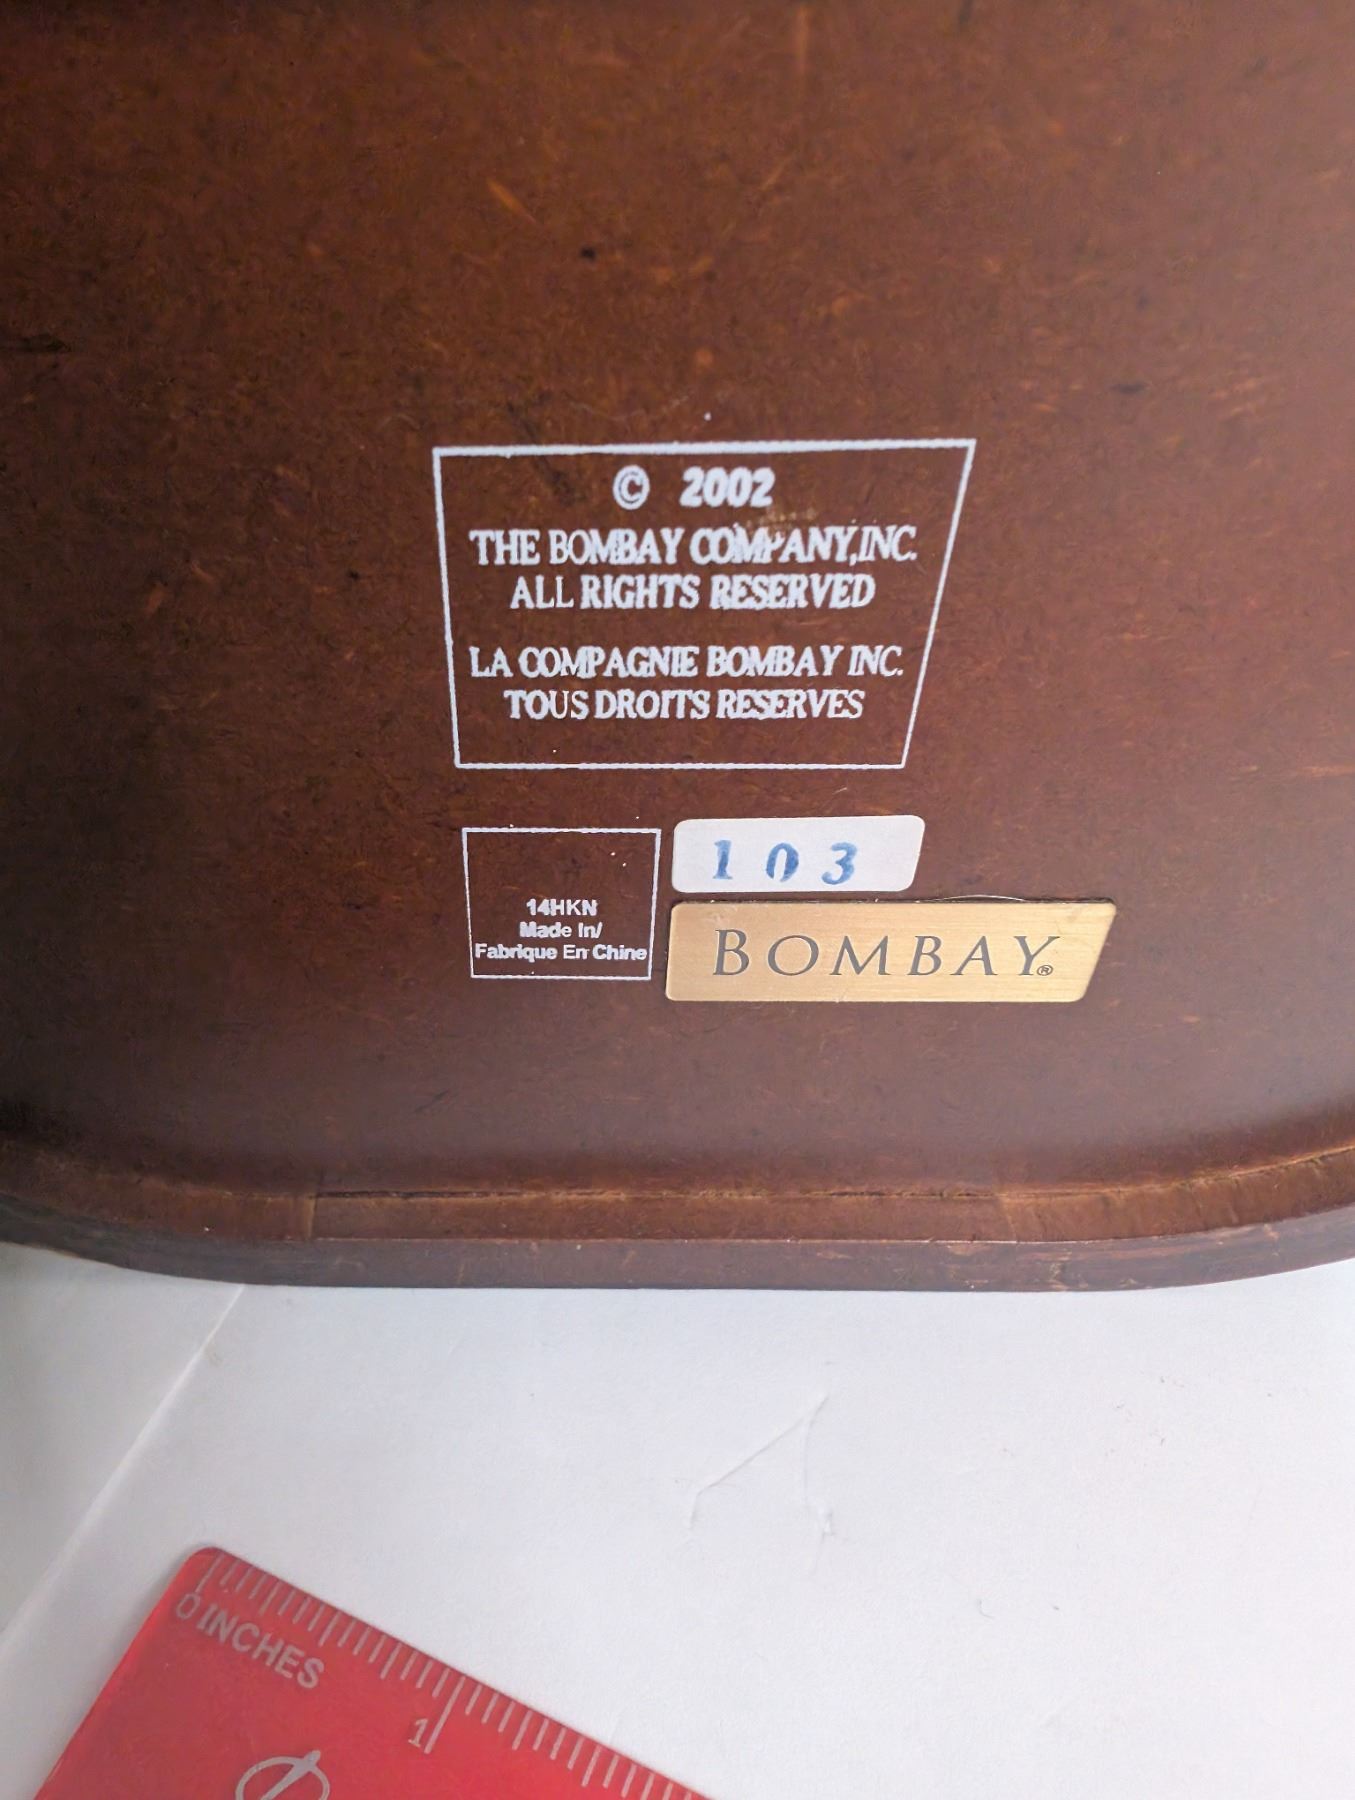 © 2002
THE BOMBAY COMPANY, INC.
ALL RIGHTS RESERVED
LA COMPAGNIE BOMBAY INC.
TOUS DROITS RESERVES
103
14HKN
Made In/
Fabrique En Chine
BOMBAY®
0 INCHES
1